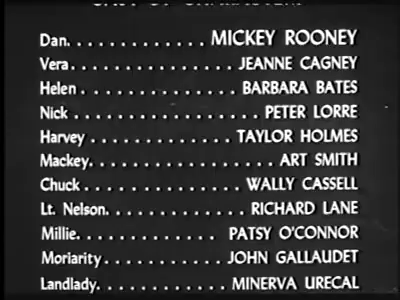 Dan. . . . . . . . . . . . . MICKEY ROONEY
Vera. . . . . . . . . . . . . . . JEANNE CAGNEY
Helen . . . . . . . . . . . . . . BARBARA BATES
Nick . . . . . . . . . . . . . . . . . PETER LORRE
Harvey . . . . . . . . . . . . . TAYLOR HOLMES
Mackey. . . . . . . . . . . . . . . . . . ART SMITH
Chuck . . . . . . . . . . . . . . WALLY CASSELL
Lt. Nelson. . . . . . . . . . . . . RICHARD LANE
Millie. . . . . . . . . . . . . PATSY O'CONNOR
Moriarity . . . . . . . . . . . JOHN GALLAUDET
Landlady. . . . . . . . . . . . MINERVA URECAL